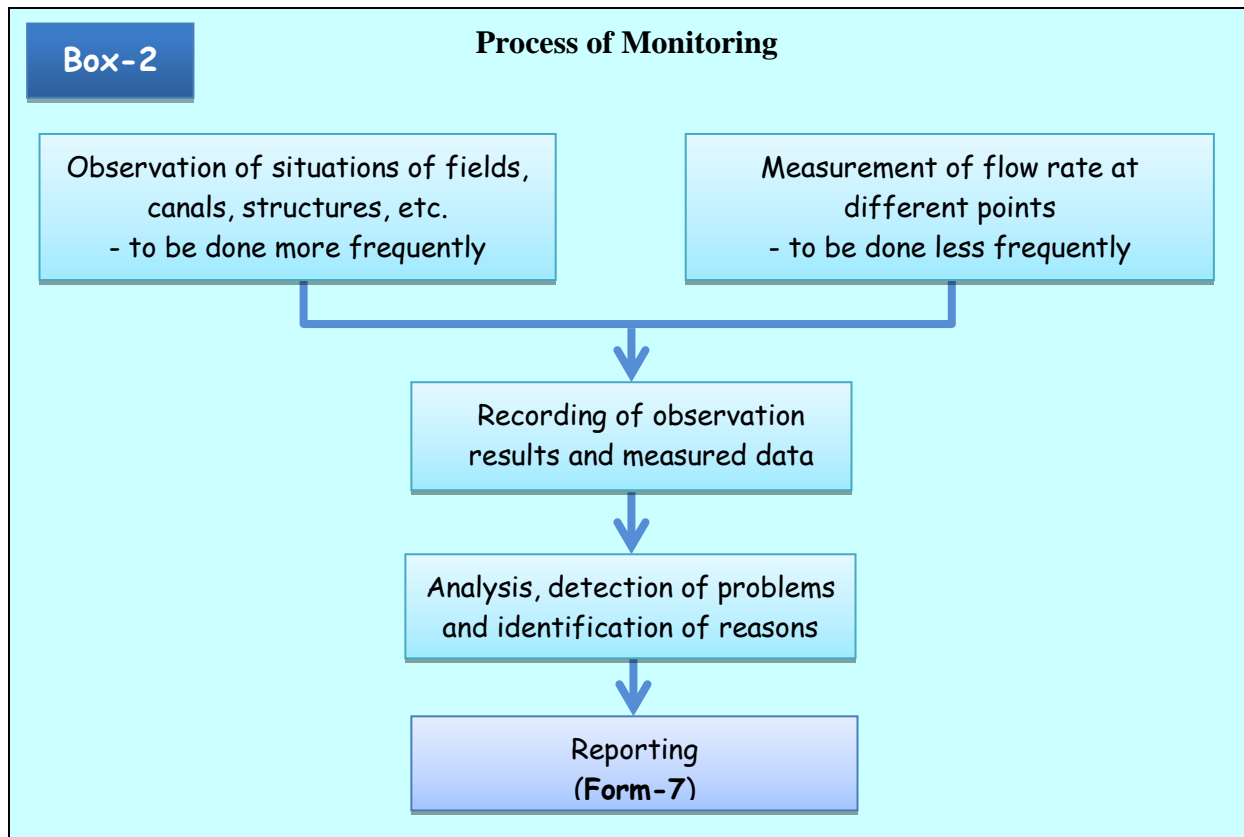 Box-2
Process of Monitoring
Observation of situations of fields,
canals, structures, etc.
- to be done more frequently
Measurement of flow rate at
different points
- to be done less frequently
Recording of observation
results and measured data
Analysis, detection of problems
and identification of reasons
Reporting
(Form-7)